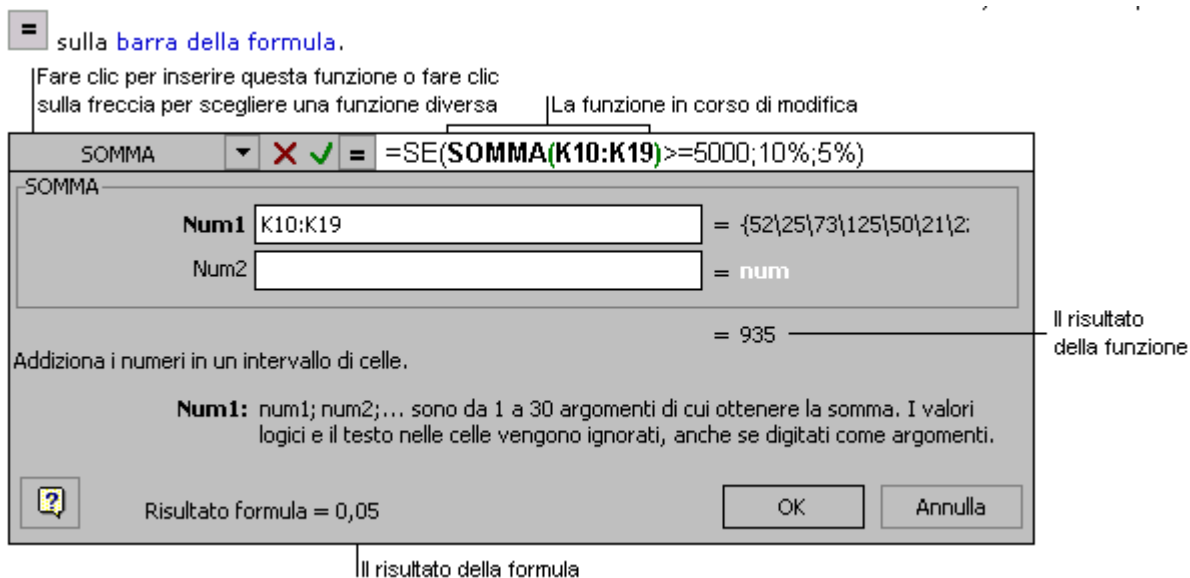 = sulla barra della formula.
Fare clic per inserire questa funzione o fare clic
sulla freccia per scegliere una funzione diversa
La funzione in corso di modifica
SOMMA = =SE(SOMMA(K10:K19)>=5000;10%;5%)
SOMMA
Num1 K10:K19 = {52\25\73\125\50\21\2
Num2 = num
= 935
Il risultato
della funzione
Addiziona i numeri in un intervallo di celle.
Num1: num1; num2;... sono da 1 a 30 argomenti di cui ottenere la somma. I valori
logici e il testo nelle celle vengono ignorati, anche se digitati come argomenti.
? Risultato formula = 0,05 OK Annulla
Il risultato della formula